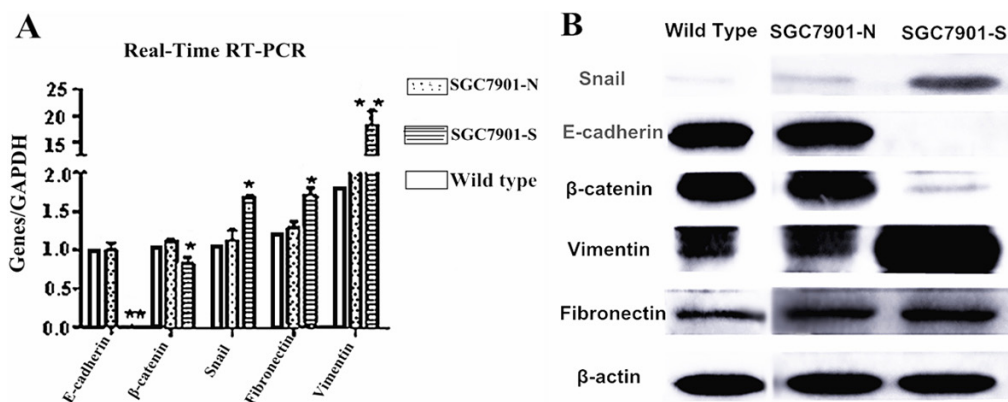 A
Real-Time RT-PCR
Genes/GAPDH
25
20
15
2.0
1.5
1.0
0.5
0.0
** * * * * *
E-cadherin
β-catenin
Snail
Fibronectin
Vimentin
SGC7901-N
SGC7901-S
Wild type
B
Wild Type SGC7901-N SGC7901-S
Snail
E-cadherin
β-catenin
Vimentin
Fibronectin
β-actin